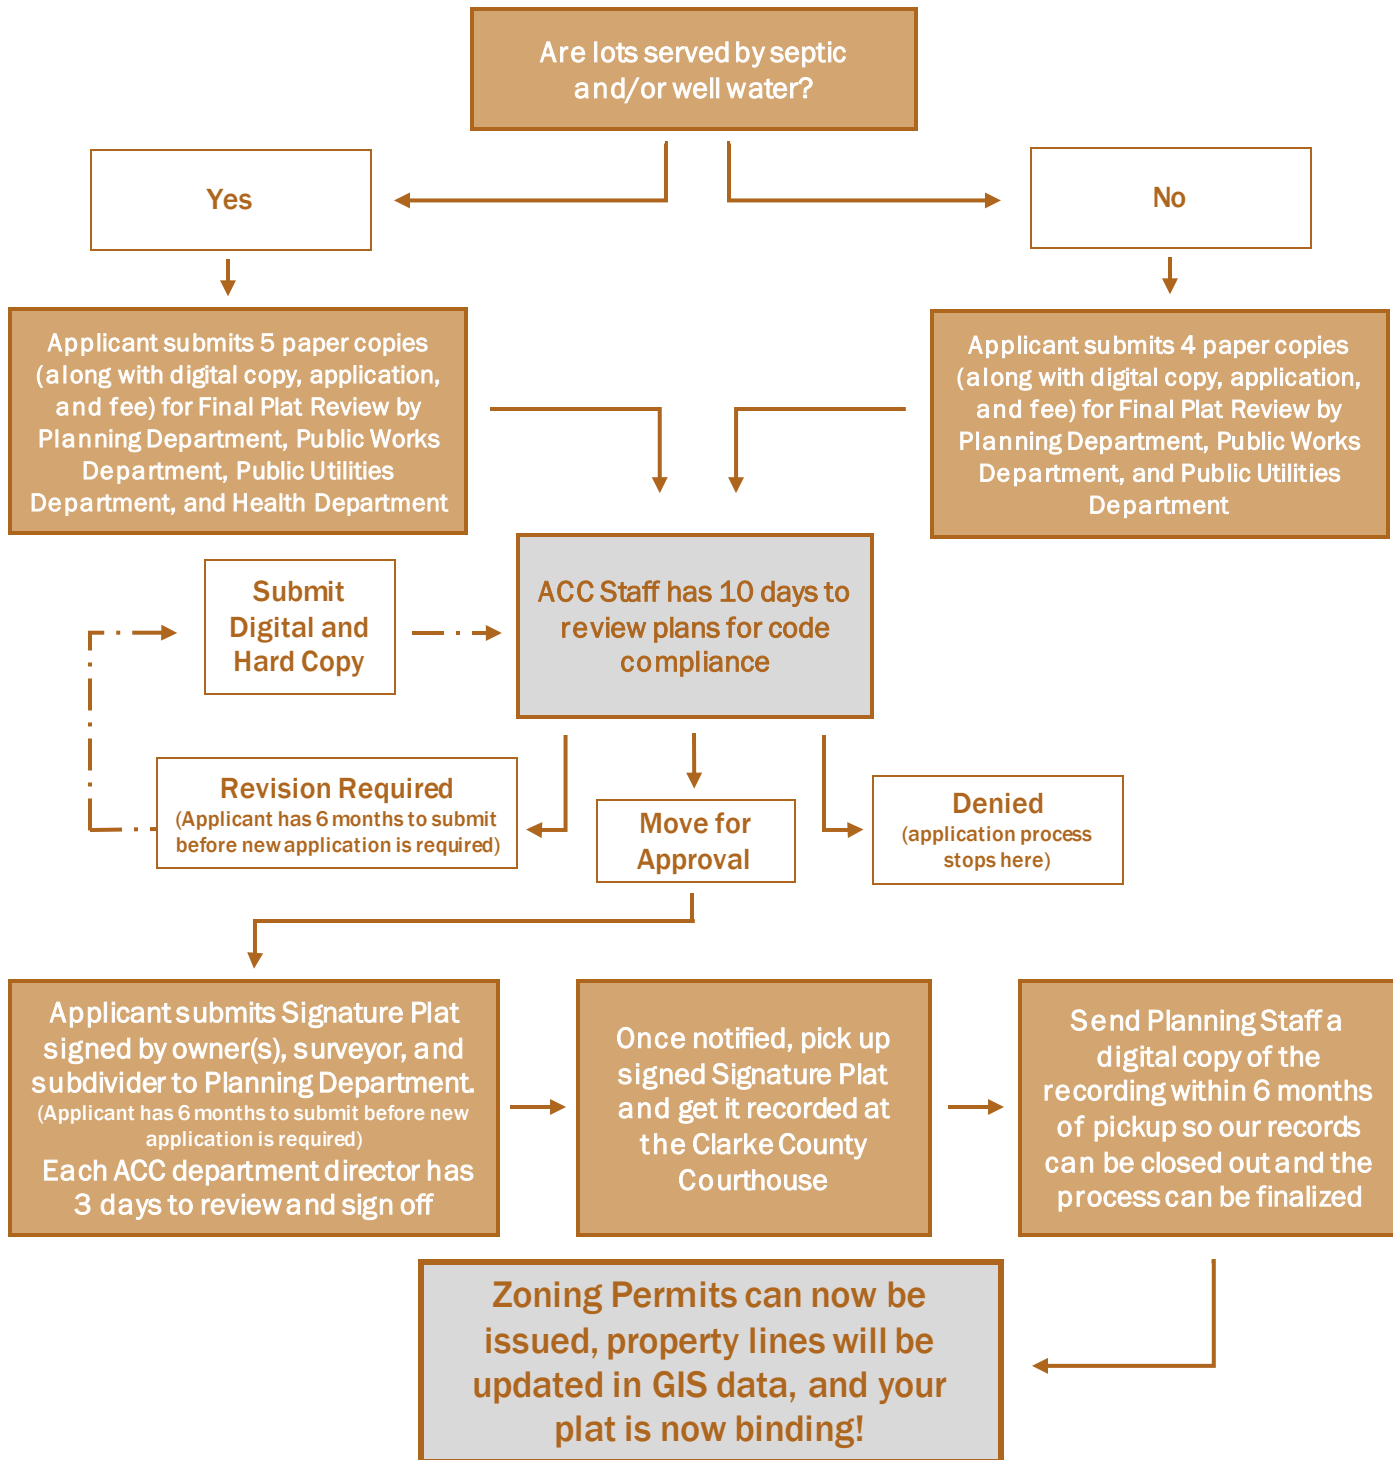 Are lots served by septic
and/or well water?
Yes
No
Applicant submits 5 paper copies
(along with digital copy, application,
and fee) for Final Plat Review by
Planning Department, Public Works
Department, Public Utilities
Department, and Health Department
Applicant submits 4 paper copies
(along with digital copy, application,
and fee) for Final Plat Review by
Planning Department, Public Works
Department, and Public Utilities
Department
Submit
Digital and
Hard Copy
ACC Staff has 10 days to
review plans for code
compliance
Revision Required
(Applicant has 6 months to submit
before new application is required)
Move for
Approval
Denied
(application process
stops here)
Applicant submits Signature Plat
signed by owner(s), surveyor, and
subdivider to Planning Department.
(Applicant has 6 months to submit before new
application is required)
Each ACC department director has
3 days to review and sign off
Once notified, pick up
signed Signature Plat
and get it recorded at
the Clarke County
Courthouse
Send Planning Staff a
digital copy of the
recording within 6 months
of pickup so our records
can be closed out and the
process can be finalized
Zoning Permits can now be
issued, property lines will be
updated in GIS data, and your
plat is now binding!